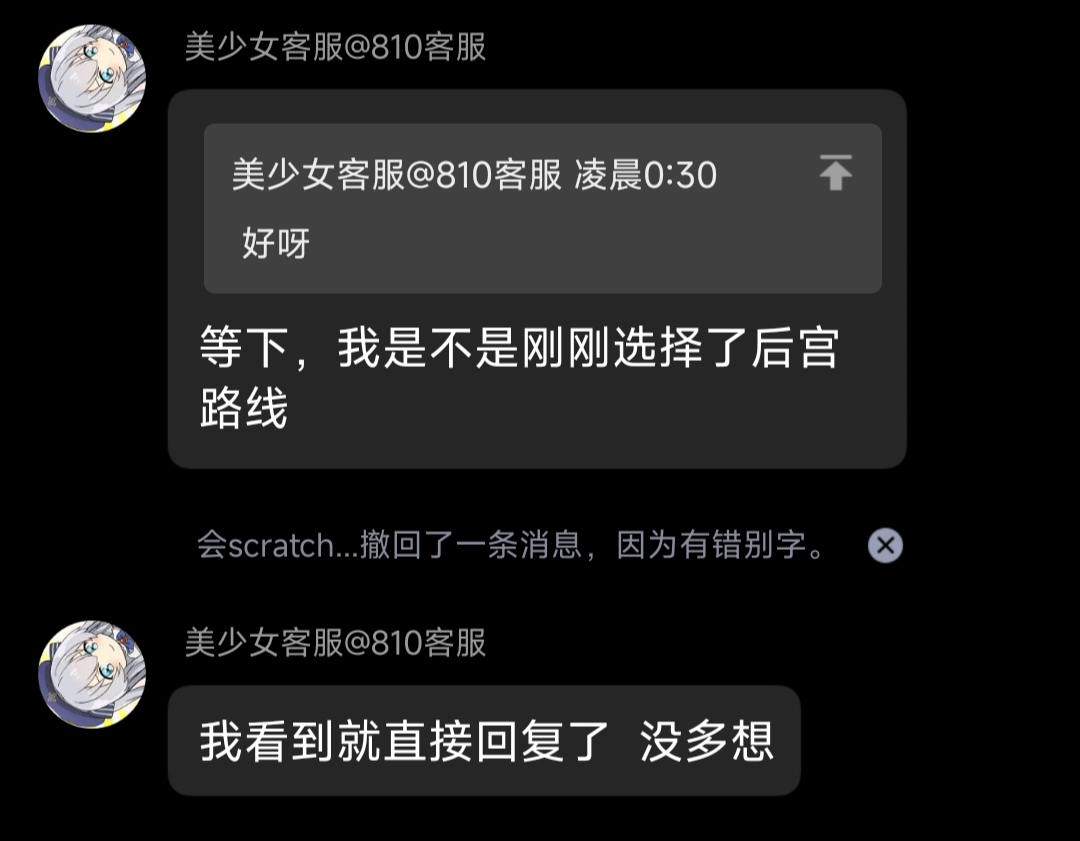 美少女客服@810客服
美少女客服@810客服 凌晨0:30
好呀
等下，我是不是刚刚选择了后宫
路线
会scratch...撤回了一条消息，因为有错别字。
美少女客服@810客服
我看到就直接回复了 没多想